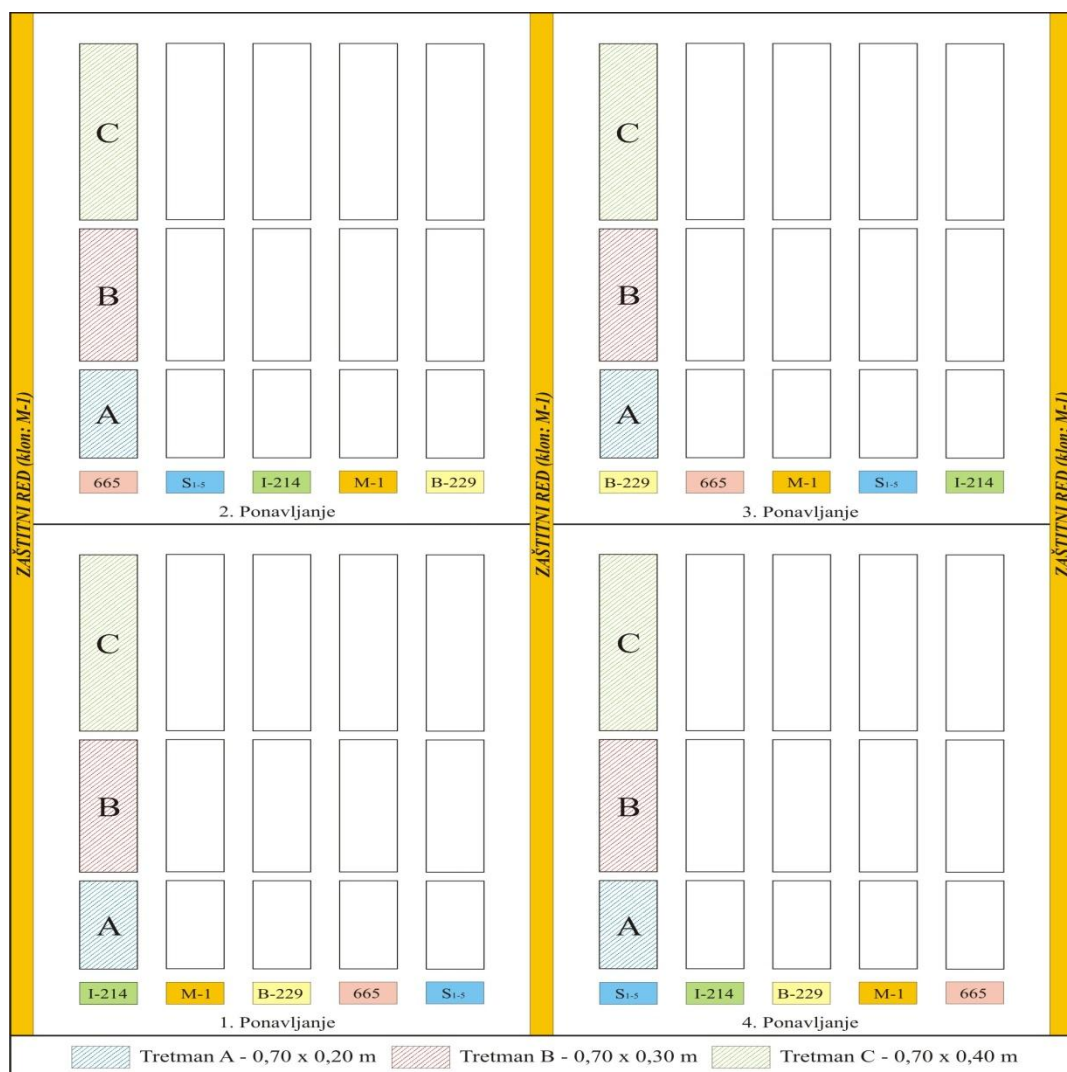 C
B
A
665
S1-5
I-214
M-1
B-229
2. Ponavljanje
C
B
A
B-229
665
M-1
S1-5
I-214
3. Ponavljanje
ZAŠTITNI RED (klon: M-1)
ZAŠTITNI RED (klon: M-1)
ZAŠTITNI RED (klon: M-1)
C
B
A
I-214
M-1
B-229
665
S1-5
1. Ponavljanje
C
B
A
S1-5
I-214
B-229
M-1
665
4. Ponavljanje
Tretman A - 0,70 x 0,20 m
Tretman B - 0,70 x 0,30 m
Tretman C - 0,70 x 0,40 m